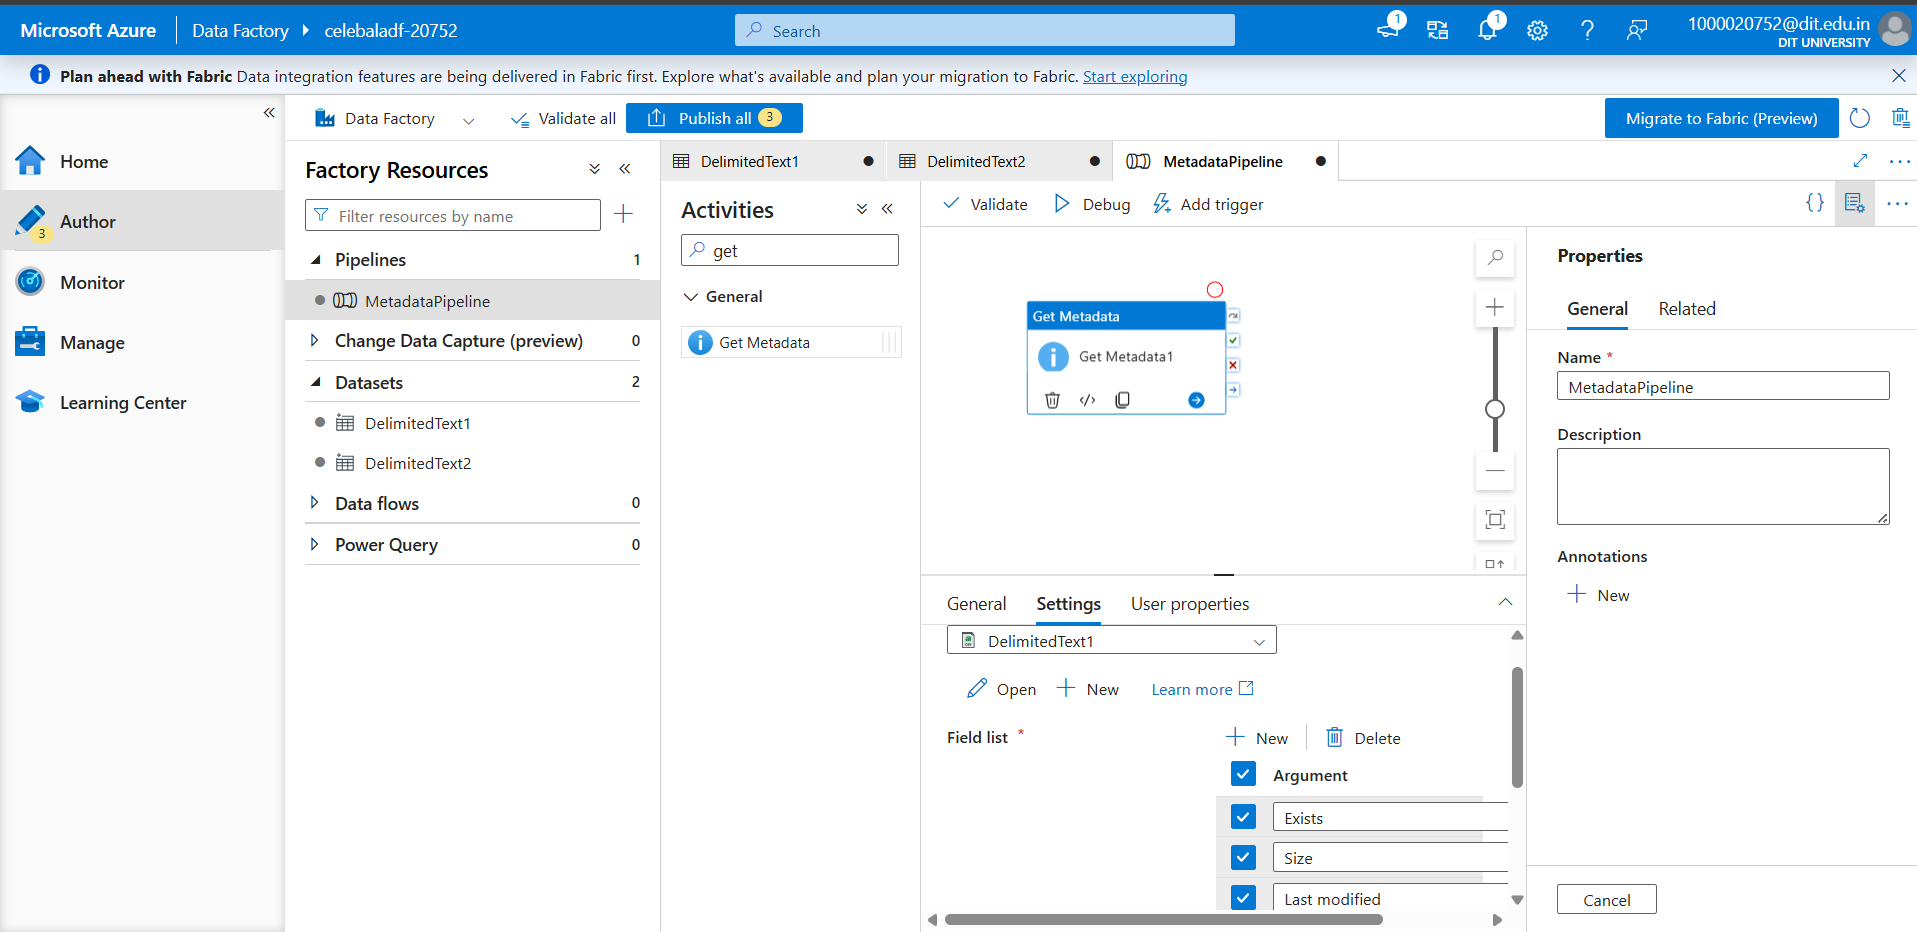 Microsoft Azure
Data Factory
celebaladf-20752
Search
1
1
1000020752@dit.edu.in
DIT UNIVERSITY
Plan ahead with Fabric Data integration features are being delivered in Fabric first. Explore what's available and plan your migration to Fabric. Start exploring
Home
Author
3
Monitor
Manage
Learning Center
Data Factory
Validate all
Publish all 3
Migrate to Fabric (Preview)
Factory Resources
Filter resources by name
Pipelines 1
MetadataPipeline
Change Data Capture (preview) 0
Datasets 2
DelimitedText1
DelimitedText2
Data flows 0
Power Query 0
DelimitedText1
DelimitedText2
MetadataPipeline
Activities
get
General
Get Metadata
Validate
Debug
Add trigger
Get Metadata
Get Metadata1
General
Settings
User properties
DelimitedText1
Open
New
Learn more
Field list *
New
Delete
Argument
Exists
Size
Last modified
Properties
General
Related
Name *
MetadataPipeline
Description
Annotations
New
Cancel